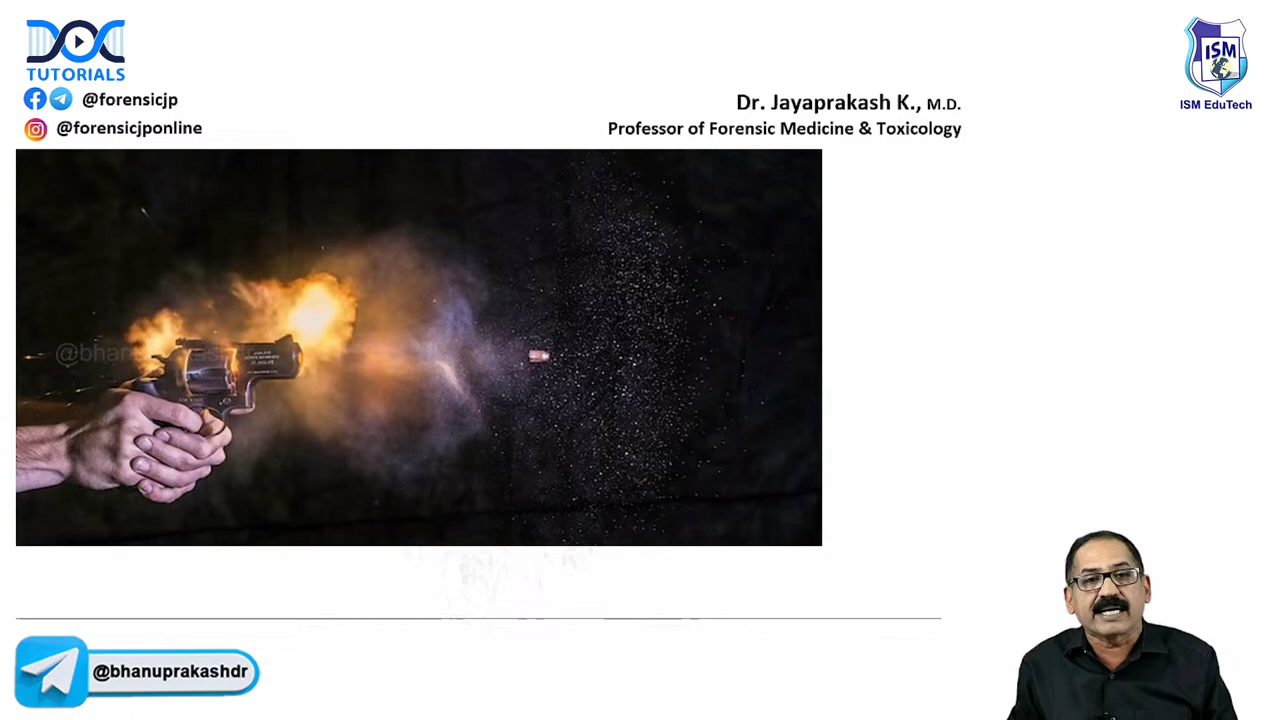 DOC
TUTORIALS
@forensicjp
@forensicjponline
Dr. Jayaprakash K., M.D.
Professor of Forensic Medicine & Toxicology
ISM
ISM EduTech
@bhanuprakashdr